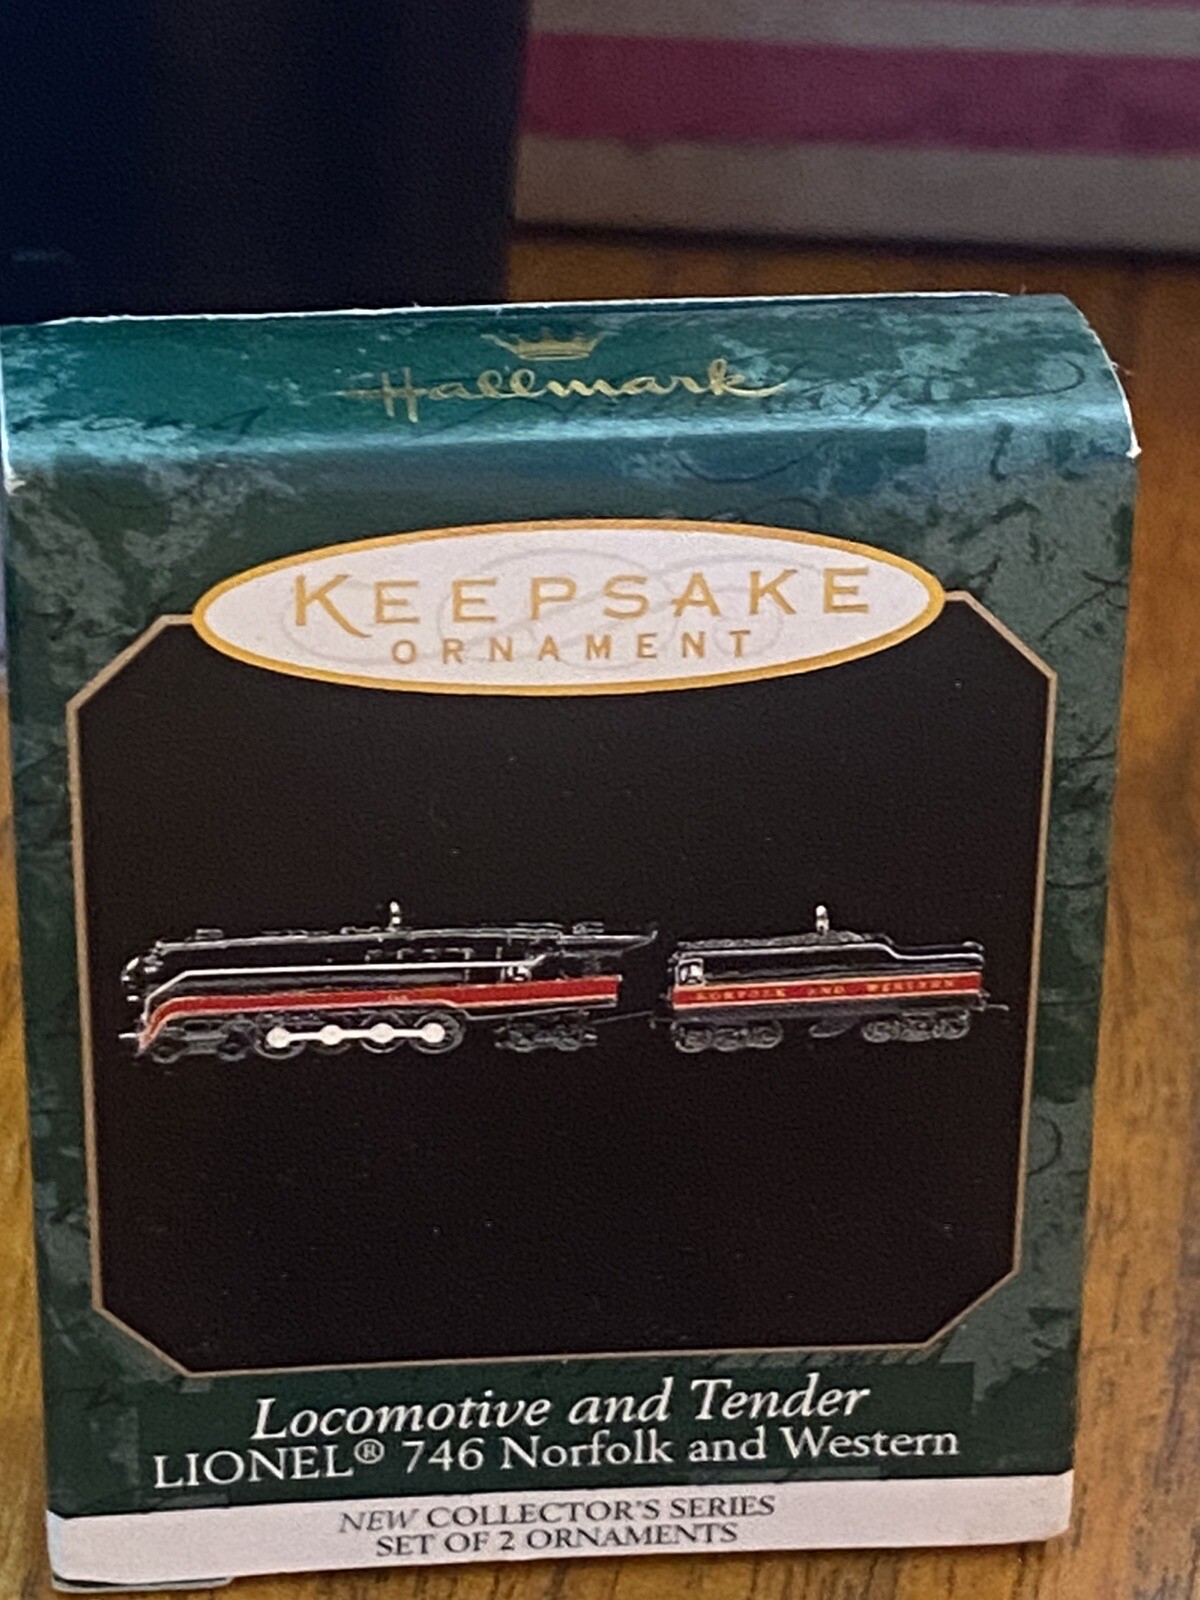 Hallmark
KEEPSAKE
ORNAMENT
NORFOLK AND WESTERN
Locomotive and Tender
LIONEL® 746 Norfolk and Western
NEW COLLECTOR'S SERIES
SET OF 2 ORNAMENTS